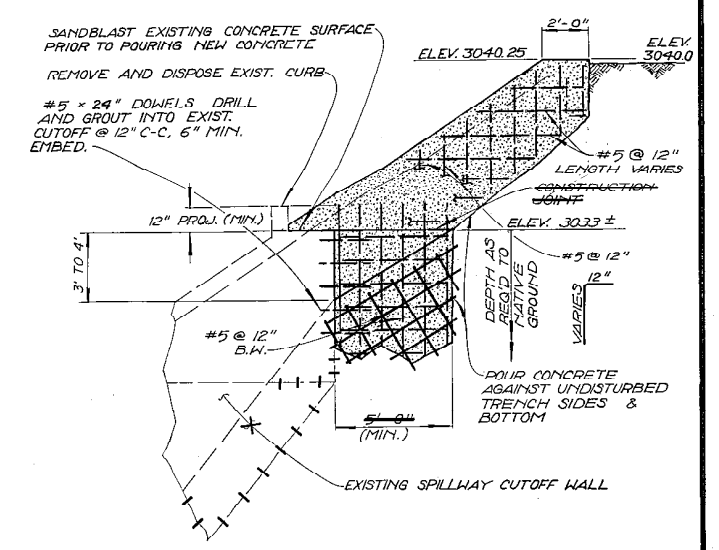 SANDBLAST EXISTING CONCRETE SURFACE
PRIOR TO POURING NEW CONCRETE
REMOVE AND DISPOSE EXIST. CURB
#5 x 24" DOWELS DRILL
AND GROUT INTO EXIST.
CUTOFF @ 12" C-C, 6" MIN.
EMBED.
2'-0"
ELEV. 3040.25
ELEV.
3040.0
#5 @ 12"
LENGTH VARIES
CONSTRUCTION
JOINT
12" PROJ. (MIN.)
ELEV. 3033 ±
3' TO 4'
#5 @ 12"
DEPTH AS
REQ'D TO
NATIVE
GROUND
12"
VARIES
#5 @ 12"
B.W.
POUR CONCRETE
AGAINST UNDISTURBED
TRENCH SIDES &
BOTTOM
5'-0"
(MIN.)
EXISTING SPILLWAY CUTOFF WALL